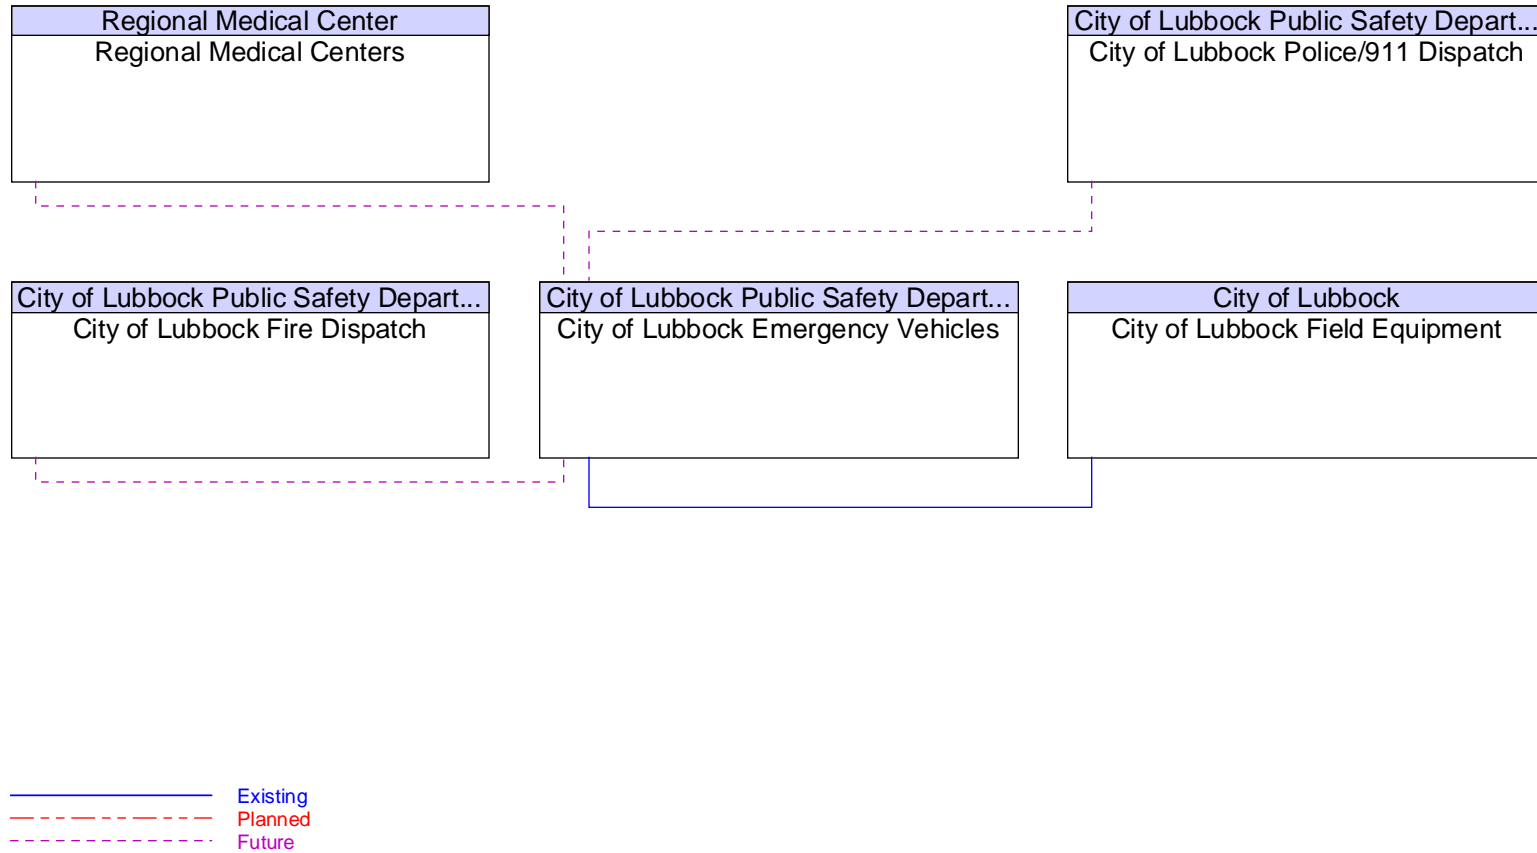 Regional Medical Center
Regional Medical Centers
City of Lubbock Public Safety Depart...
City of Lubbock Police/911 Dispatch
City of Lubbock Public Safety Depart...
City of Lubbock Fire Dispatch
City of Lubbock Public Safety Depart...
City of Lubbock Emergency Vehicles
City of Lubbock
City of Lubbock Field Equipment
Existing
Planned
Future